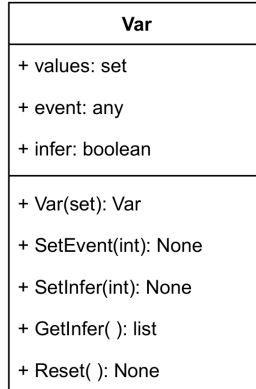 Var
+ values: set
+ event: any
+ infer: boolean
+ Var(set): Var
+ SetEvent(int): None
+ SetInfer(int): None
+ GetInfer( ): list
+ Reset( ): None